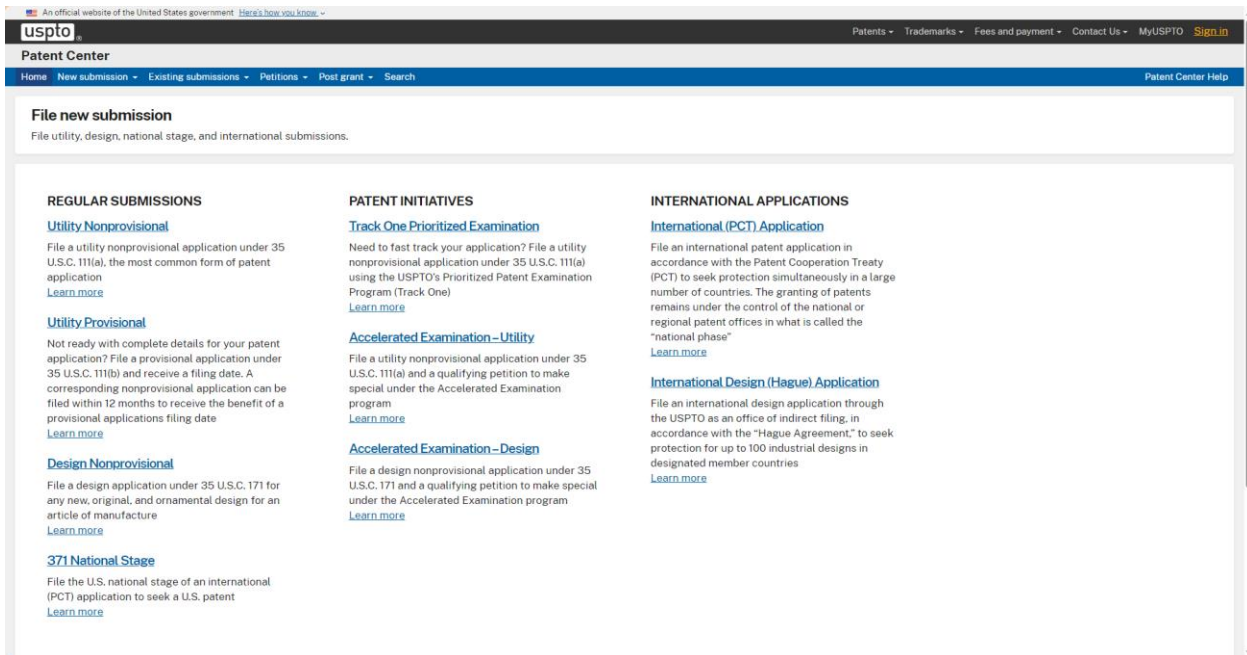 An official website of the United States government Here's how you know.
uspto ®
Patents Trademarks Fees and payment Contact Us MyUSPTO Sign in
Patent Center
Home New submission Existing submissions Petitions Post grant Search Patent Center Help
File new submission
File utility, design, national stage, and international submissions.
REGULAR SUBMISSIONS
Utility Nonprovisional
File a utility nonprovisional application under 35
U.S.C. 111(a), the most common form of patent
application
Learn more
Utility Provisional
Not ready with complete details for your patent
application? File a provisional application under
35 U.S.C. 111(b) and receive a filing date. A
corresponding nonprovisional application can be
filed within 12 months to receive the benefit of a
provisional applications filing date
Learn more
Design Nonprovisional
File a design application under 35 U.S.C. 171 for
any new, original, and ornamental design for an
article of manufacture
Learn more
371 National Stage
File the U.S. national stage of an international
(PCT) application to seek a U.S. patent
Learn more
PATENT INITIATIVES
Track One Prioritized Examination
Need to fast track your application? File a utility
nonprovisional application under 35 U.S.C. 111(a)
using the USPTO's Prioritized Patent Examination
Program (Track One)
Learn more
Accelerated Examination – Utility
File a utility nonprovisional application under 35
U.S.C. 111(a) and a qualifying petition to make
special under the Accelerated Examination
program
Learn more
Accelerated Examination – Design
File a design nonprovisional application under 35
U.S.C. 171 and a qualifying petition to make special
under the Accelerated Examination program
Learn more
INTERNATIONAL APPLICATIONS
International (PCT) Application
File an international patent application in
accordance with the Patent Cooperation Treaty
(PCT) to seek protection simultaneously in a large
number of countries. The granting of patents
remains under the control of the national or
regional patent offices in what is called the
“national phase”
Learn more
International Design (Hague) Application
File an international design application through
the USPTO as an office of indirect filing, in
accordance with the “Hague Agreement,” to seek
protection for up to 100 industrial designs in
designated member countries
Learn more